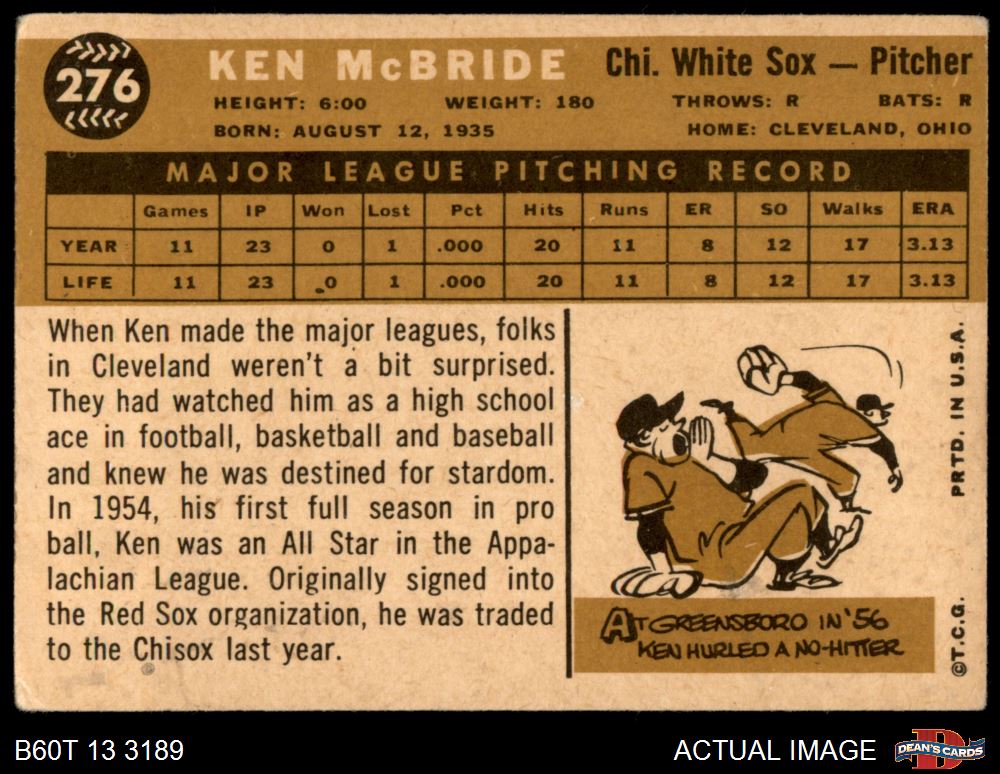 276
KEN McBRIDE
Chi. White Sox — Pitcher
HEIGHT: 6:00 WEIGHT: 180 THROWS: R BATS: R
BORN: AUGUST 12, 1935 HOME: CLEVELAND, OHIO
MAJOR LEAGUE PITCHING RECORD
Games IP Won Lost Pct Hits Runs ER SO Walks ERA
YEAR 11 23 0 1 .000 20 11 8 12 17 3.13
LIFE 11 23 0 1 .000 20 11 8 12 17 3.13
When Ken made the major leagues, folks
in Cleveland weren't a bit surprised.
They had watched him as a high school
ace in football, basketball and baseball
and knew he was destined for stardom.
In 1954, his first full season in pro
ball, Ken was an All Star in the Appa-
lachian League. Originally signed into
the Red Sox organization, he was traded
to the Chisox last year.
AT GREENSBORO IN '56
KEN HURLED A NO-HITTER
©T.C.G. PRTD. IN U.S.A.
B60T 13 3189
ACTUAL IMAGE
D
DEAN'S CARDS